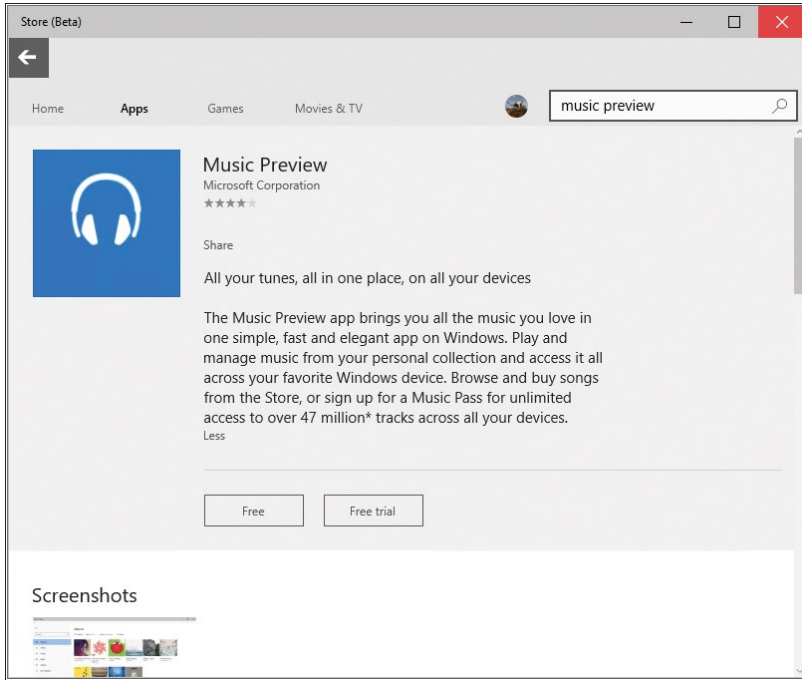 Store (Beta)
Home Apps Games Movies & TV music preview
Music Preview
Microsoft Corporation
Share
All your tunes, all in one place, on all your devices
The Music Preview app brings you all the music you love in
one simple, fast and elegant app on Windows. Play and
manage music from your personal collection and access it all
across your favorite Windows device. Browse and buy songs
from the Store, or sign up for a Music Pass for unlimited
access to over 47 million* tracks across all your devices.
Less
Free Free trial
Screenshots